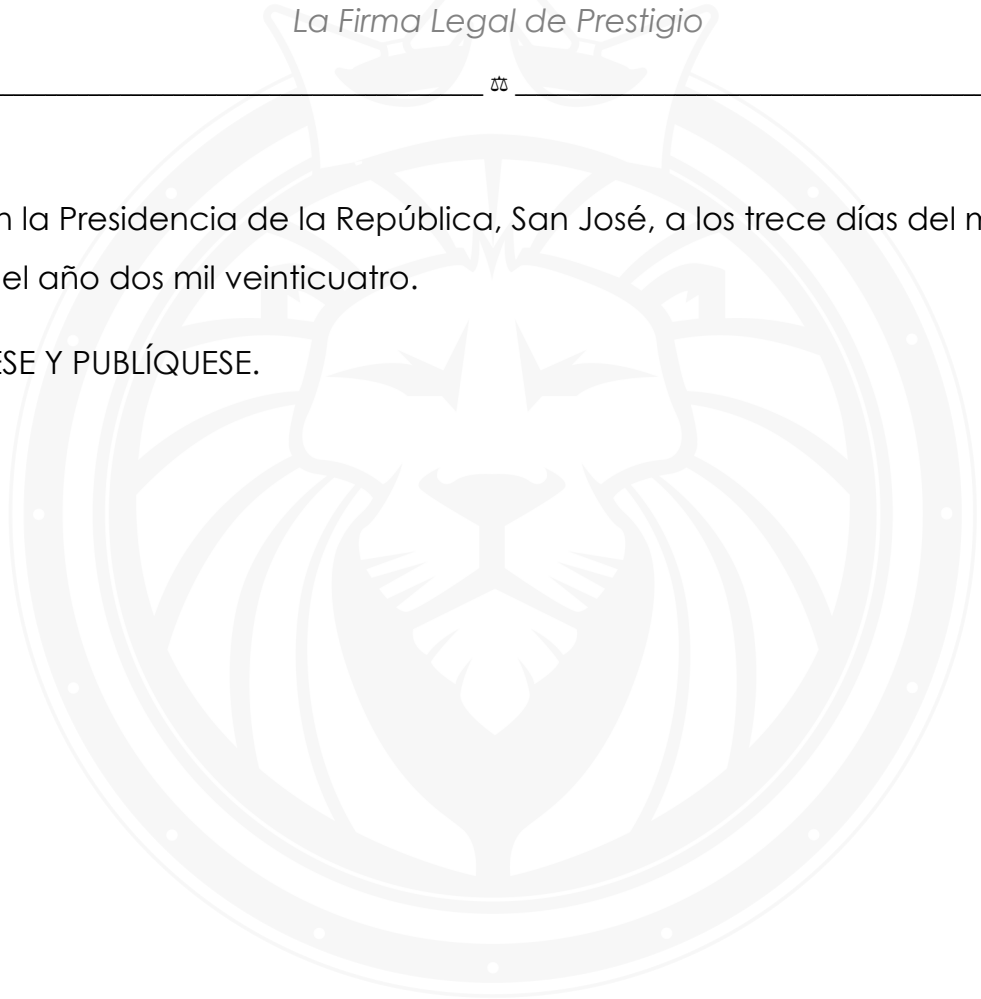 La Firma Legal de Prestigio
n la Presidencia de la República, San José, a los trece días del m
el año dos mil veinticuatro.
ESE Y PUBLÍQUESE.